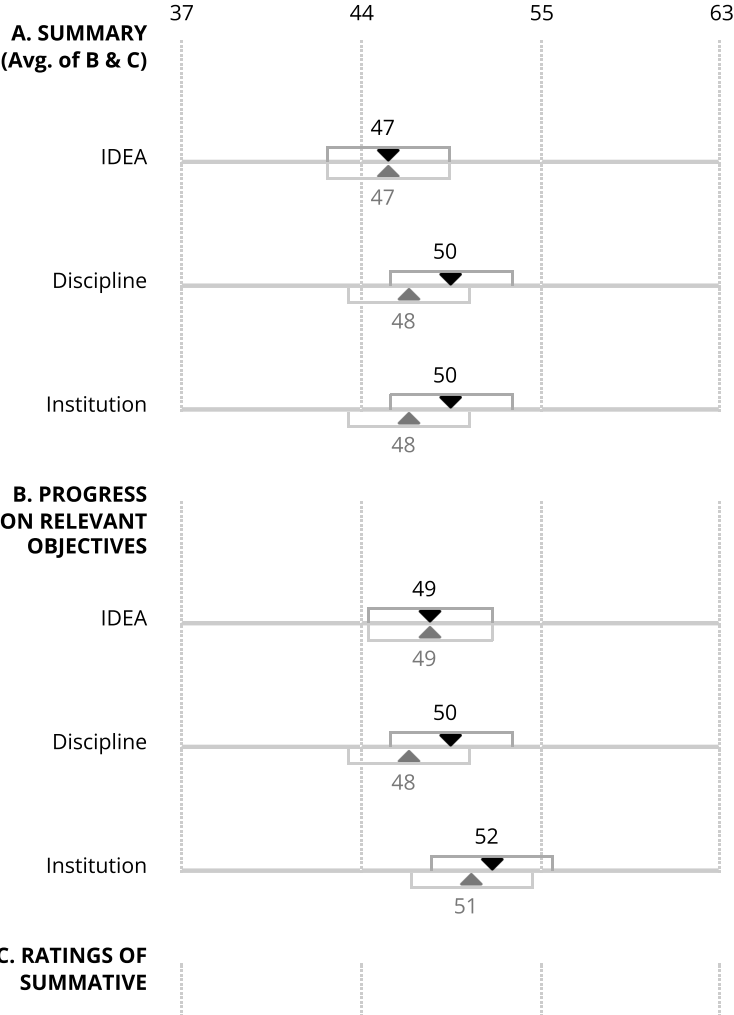 37 44 55 63
A. SUMMARY
(Avg. of B & C)
47
IDEA
47
50
Discipline
48
50
Institution
48
B. PROGRESS
ON RELEVANT
OBJECTIVES
49
IDEA
49
50
Discipline
48
52
Institution
51
C. RATINGS OF
SUMMATIVE